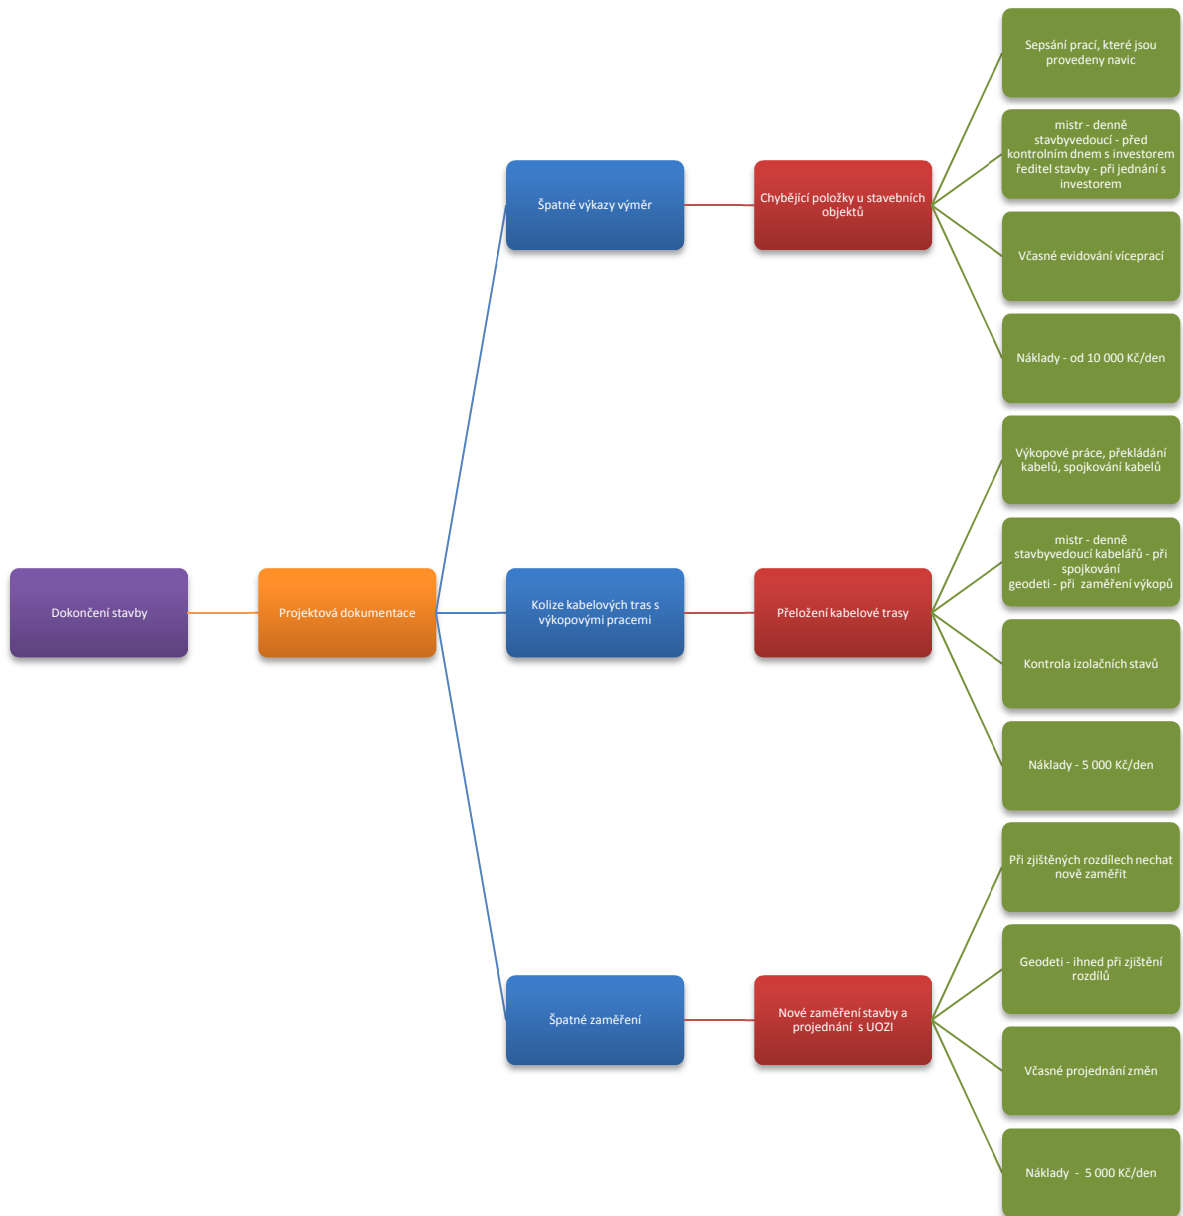 Dokončení stavby
Projektová dokumentace
Špatné výkazy výměr
Chybějící položky u stavebních
objektů
Sepsání prací, které jsou
provedeny navic
mistr - denně
stavbyvedoucí - před
kontrolním dnem s investorem
ředitel stavby - při jednání s
investorem
Včasné evidování víceprací
Náklady - od 10 000 Kč/den
Kolize kabelových tras s
výkopovými pracemi
Přeložení kabelové trasy
Výkopové práce, překládání
kabelů, spojkování kabelů
mistr - denně
stavbyvedoucí kabelářů - při
spojkování
geodeti - při  zaměření výkopů
Kontrola izolačních stavů
Náklady - 5 000 Kč/den
Špatné zaměření
Nové zaměření stavby a
projednání  s UOZI
Při zjištěných rozdílech nechat
nově zaměřit
Geodeti - ihned při zjištění
rozdílů
Včasné projednání změn
Náklady  -  5 000 Kč/den